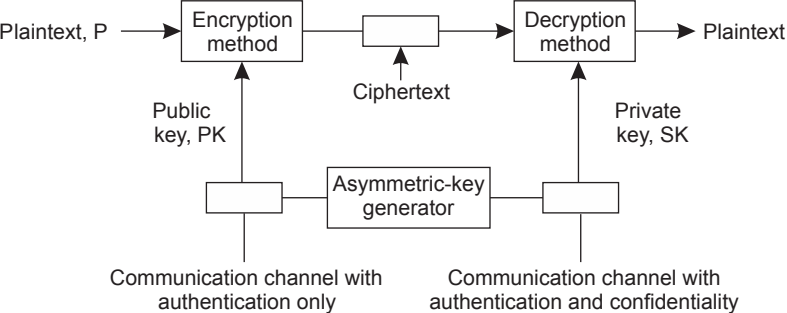 Plaintext, P
Encryption
method
Decryption
method
Plaintext
Ciphertext
Public
key, PK
Private
key, SK
Asymmetric-key
generator
Communication channel with
authentication only
Communication channel with
authentication and confidentiality